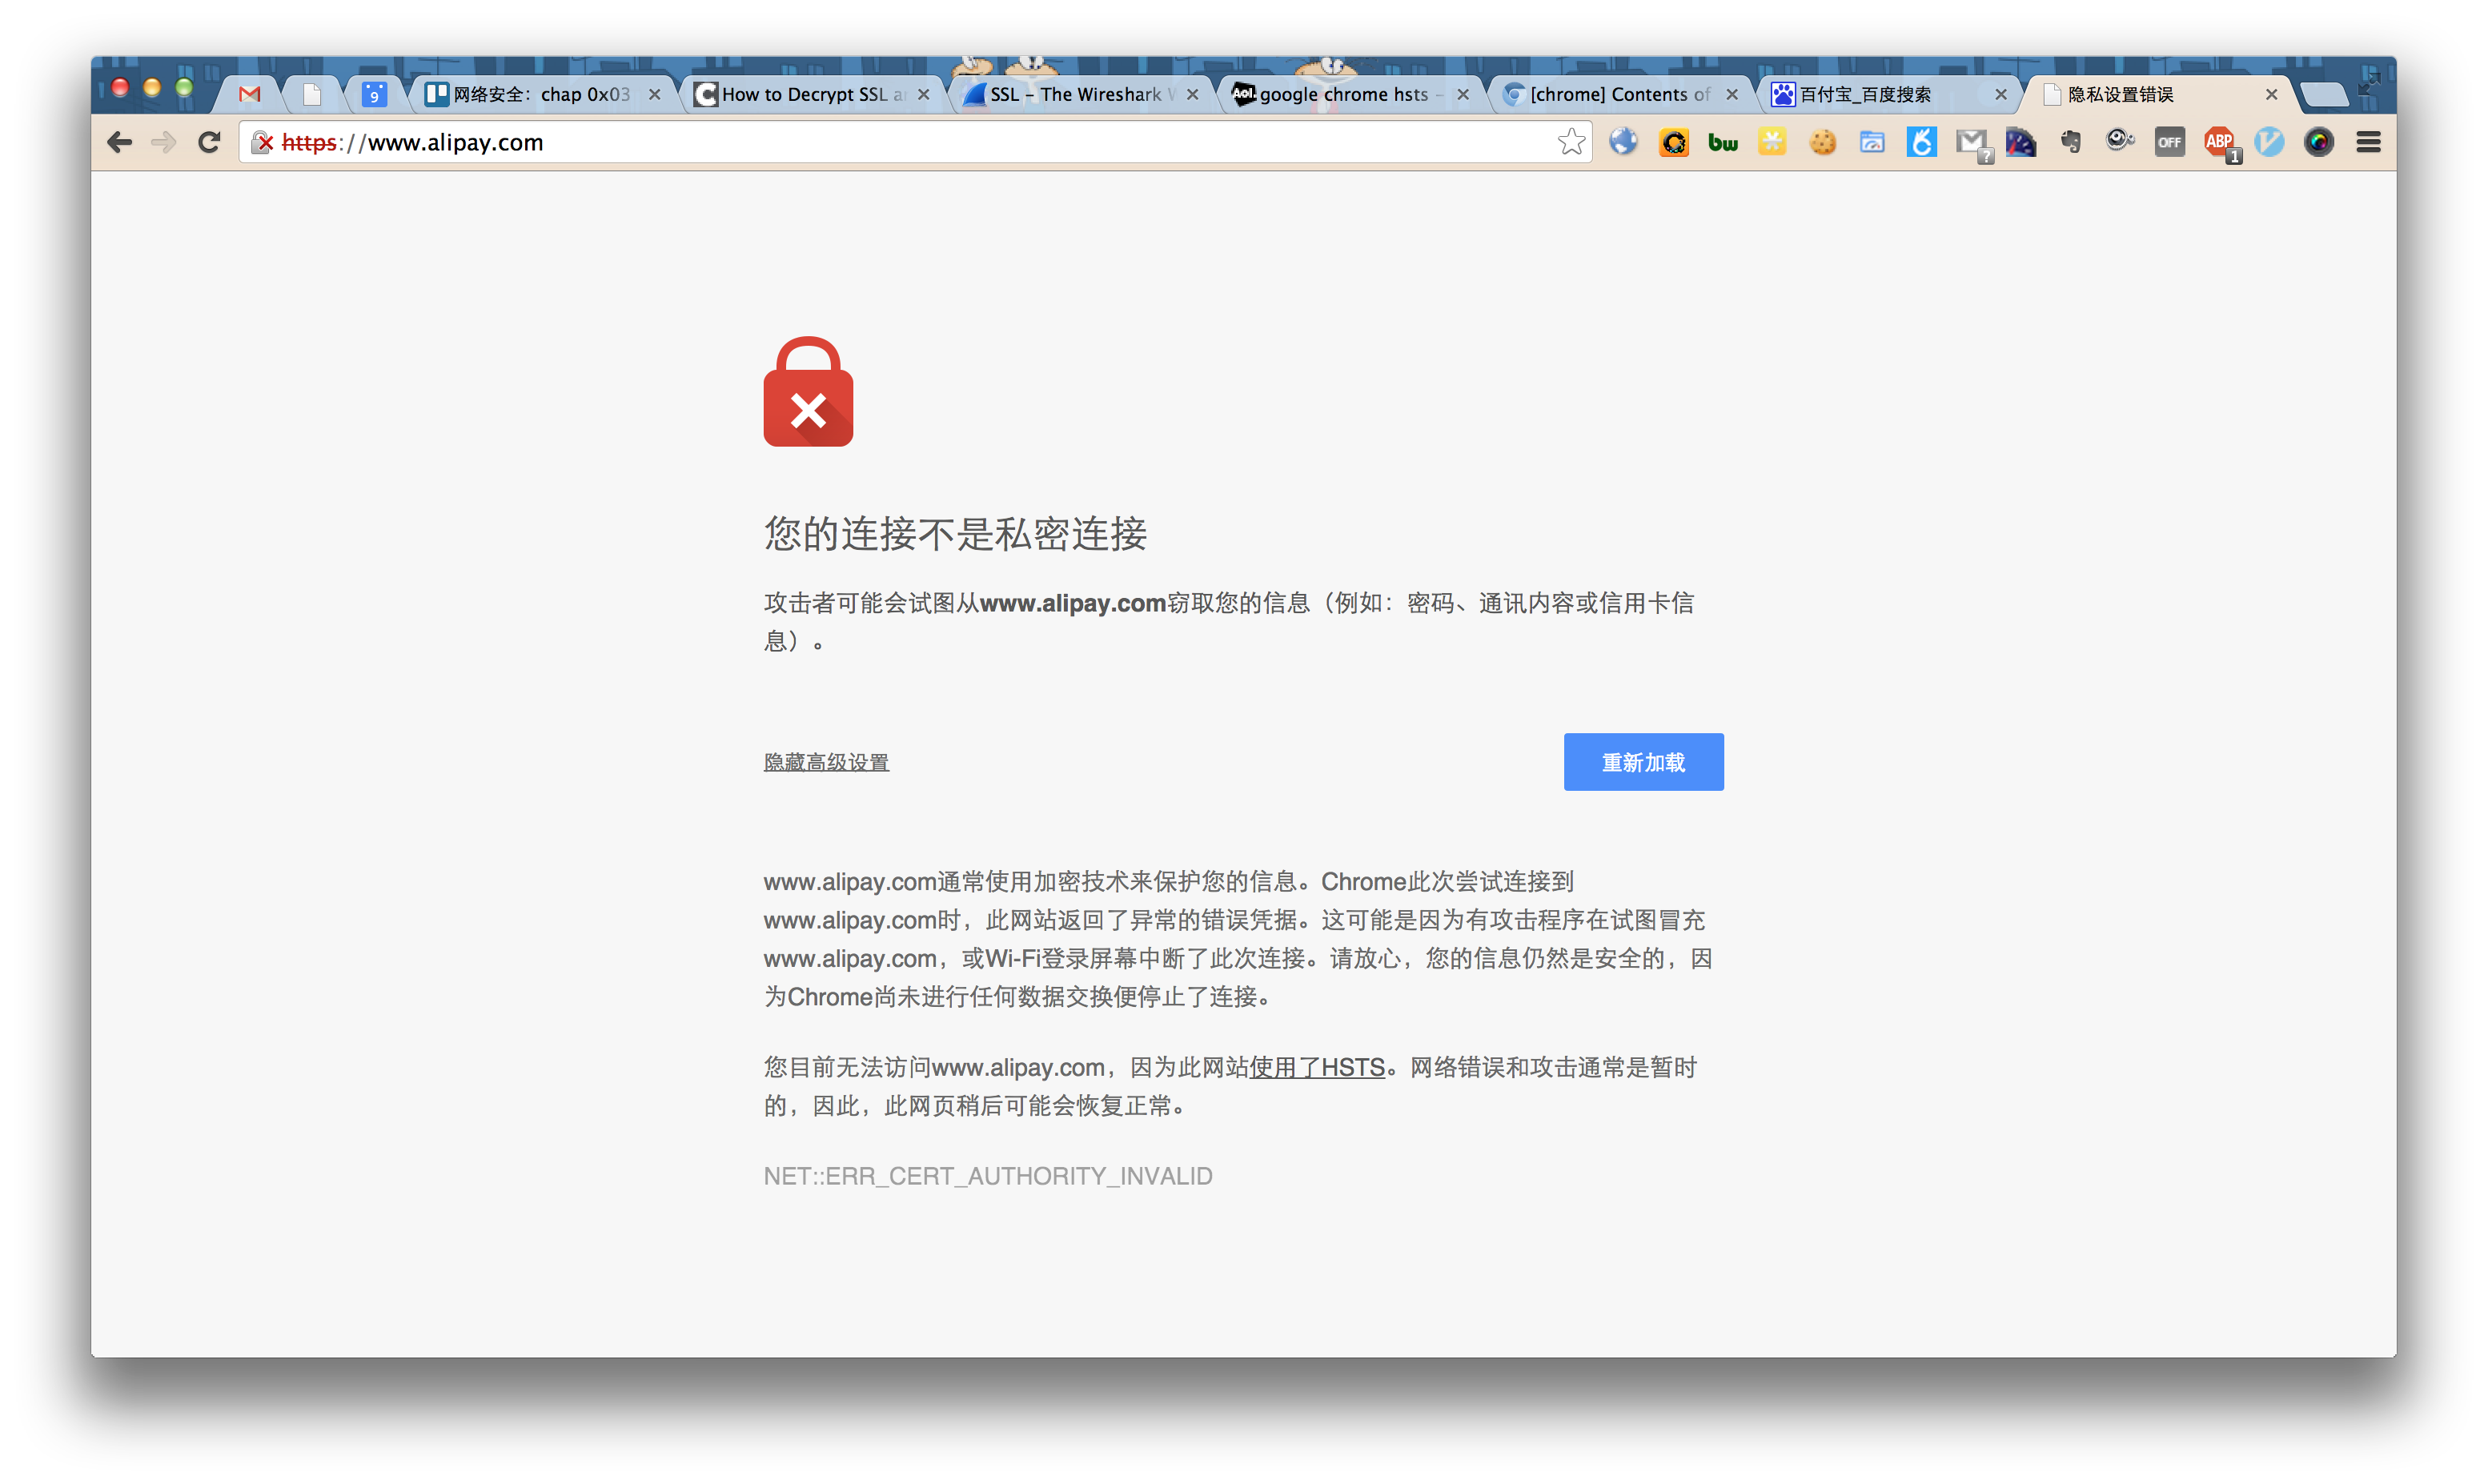 9
网络安全：chap 0x03
How to Decrypt SSL a
SSL – The Wireshark W
Aol.
google chrome hsts -
[chrome] Contents of
百付宝_百度搜索
隐私设置错误
https://www.alipay.com
bw
?
OFF
ABP
1
您的连接不是私密连接
攻击者可能会试图从www.alipay.com窃取您的信息（例如：密码、通讯内容或信用卡信
息）。
隐藏高级设置
重新加载
www.alipay.com通常使用加密技术来保护您的信息。Chrome此次尝试连接到
www.alipay.com时，此网站返回了异常的错误凭据。这可能是因为有攻击程序在试图冒充
www.alipay.com，或Wi-Fi登录屏幕中断了此次连接。请放心，您的信息仍然是安全的，因
为Chrome尚未进行任何数据交换便停止了连接。
您目前无法访问www.alipay.com，因为此网站使用了HSTS。网络错误和攻击通常是暂时
的，因此，此网页稍后可能会恢复正常。
NET::ERR_CERT_AUTHORITY_INVALID